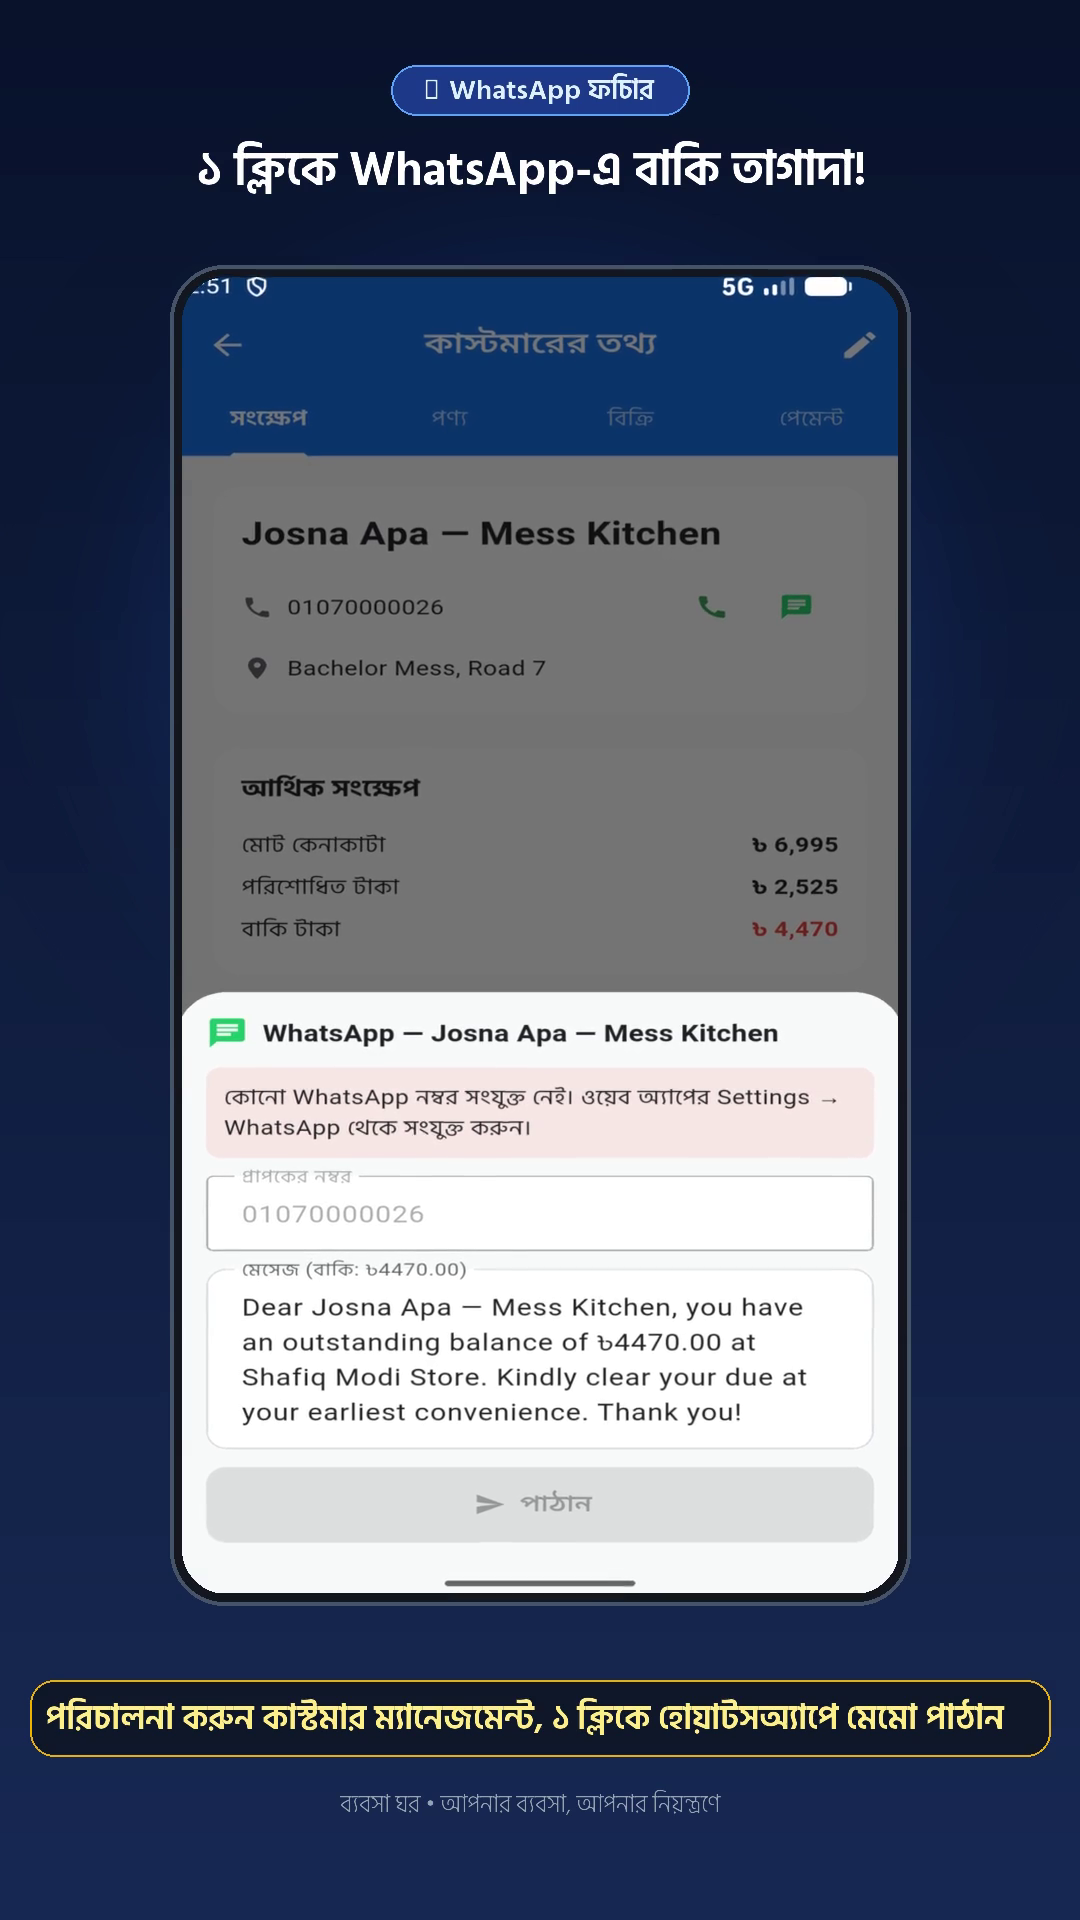 WhatsApp ফিচার
১ ক্লিকে WhatsApp-এ বাকি তাগাদা!
:51
5G
কাস্টমারের তথ্য
সংক্ষেপ পণ্য বিক্রি পেমেন্ট
Josna Apa — Mess Kitchen
01070000026
Bachelor Mess, Road 7
আর্থিক সংক্ষেপ
মোট কেনাকাটা ৳ 6,995
পরিশোধিত টাকা ৳ 2,525
বাকি টাকা ৳ 4,470
WhatsApp — Josna Apa — Mess Kitchen
কোনো WhatsApp নম্বর সংযুক্ত নেই। ওয়েব অ্যাপের Settings →
WhatsApp থেকে সংযুক্ত করুন।
প্রাপকের নম্বর
01070000026
মেসেজ (বাকি: ৳4470.00)
Dear Josna Apa — Mess Kitchen, you have
an outstanding balance of ৳4470.00 at
Shafiq Modi Store. Kindly clear your due at
your earliest convenience. Thank you!
পাঠান
পরিচালনা করুন কাস্টমার ম্যানেজমেন্ট, ১ ক্লিকে হোয়াটসঅ্যাপে মেমো পাঠান
ব্যবসা ঘর • আপনার ব্যবসা, আপনার নিয়ন্ত্রণে